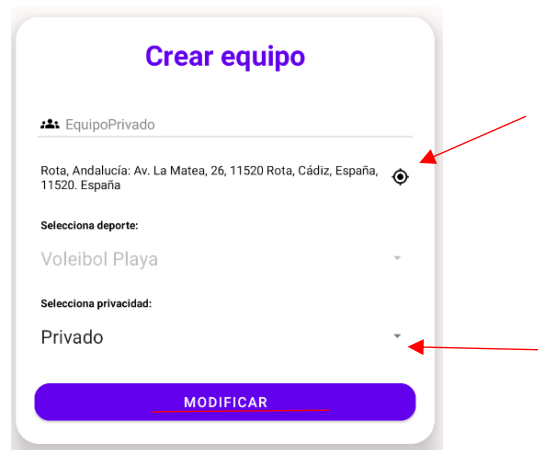 Crear equipo
EquipoPrivado
Rota, Andalucía: Av. La Matea, 26, 11520 Rota, Cádiz, España,
11520. España
Selecciona deporte:
Voleibol Playa
Selecciona privacidad:
Privado
MODIFICAR